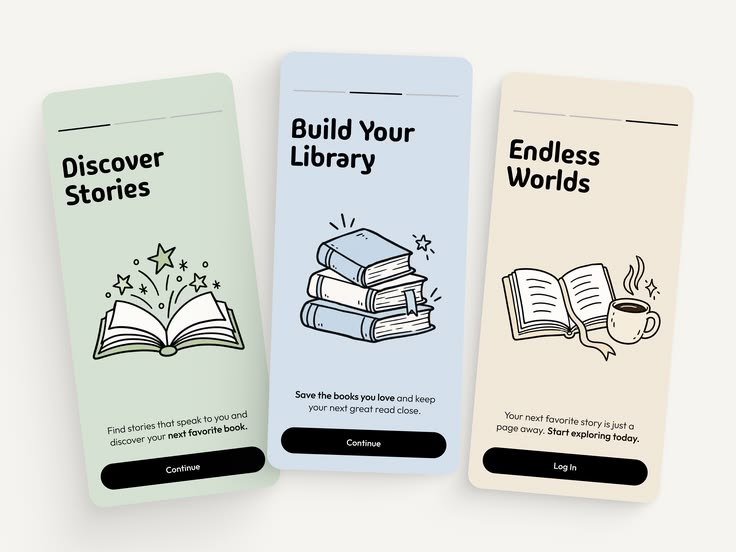 Discover
Stories
Find stories that speak to you and
discover your next favorite book.
Continue
Build Your
Library
Save the books you love and keep
your next great read close.
Continue
Endless
Worlds
Your next favorite story is just a
page away. Start exploring today.
Log In